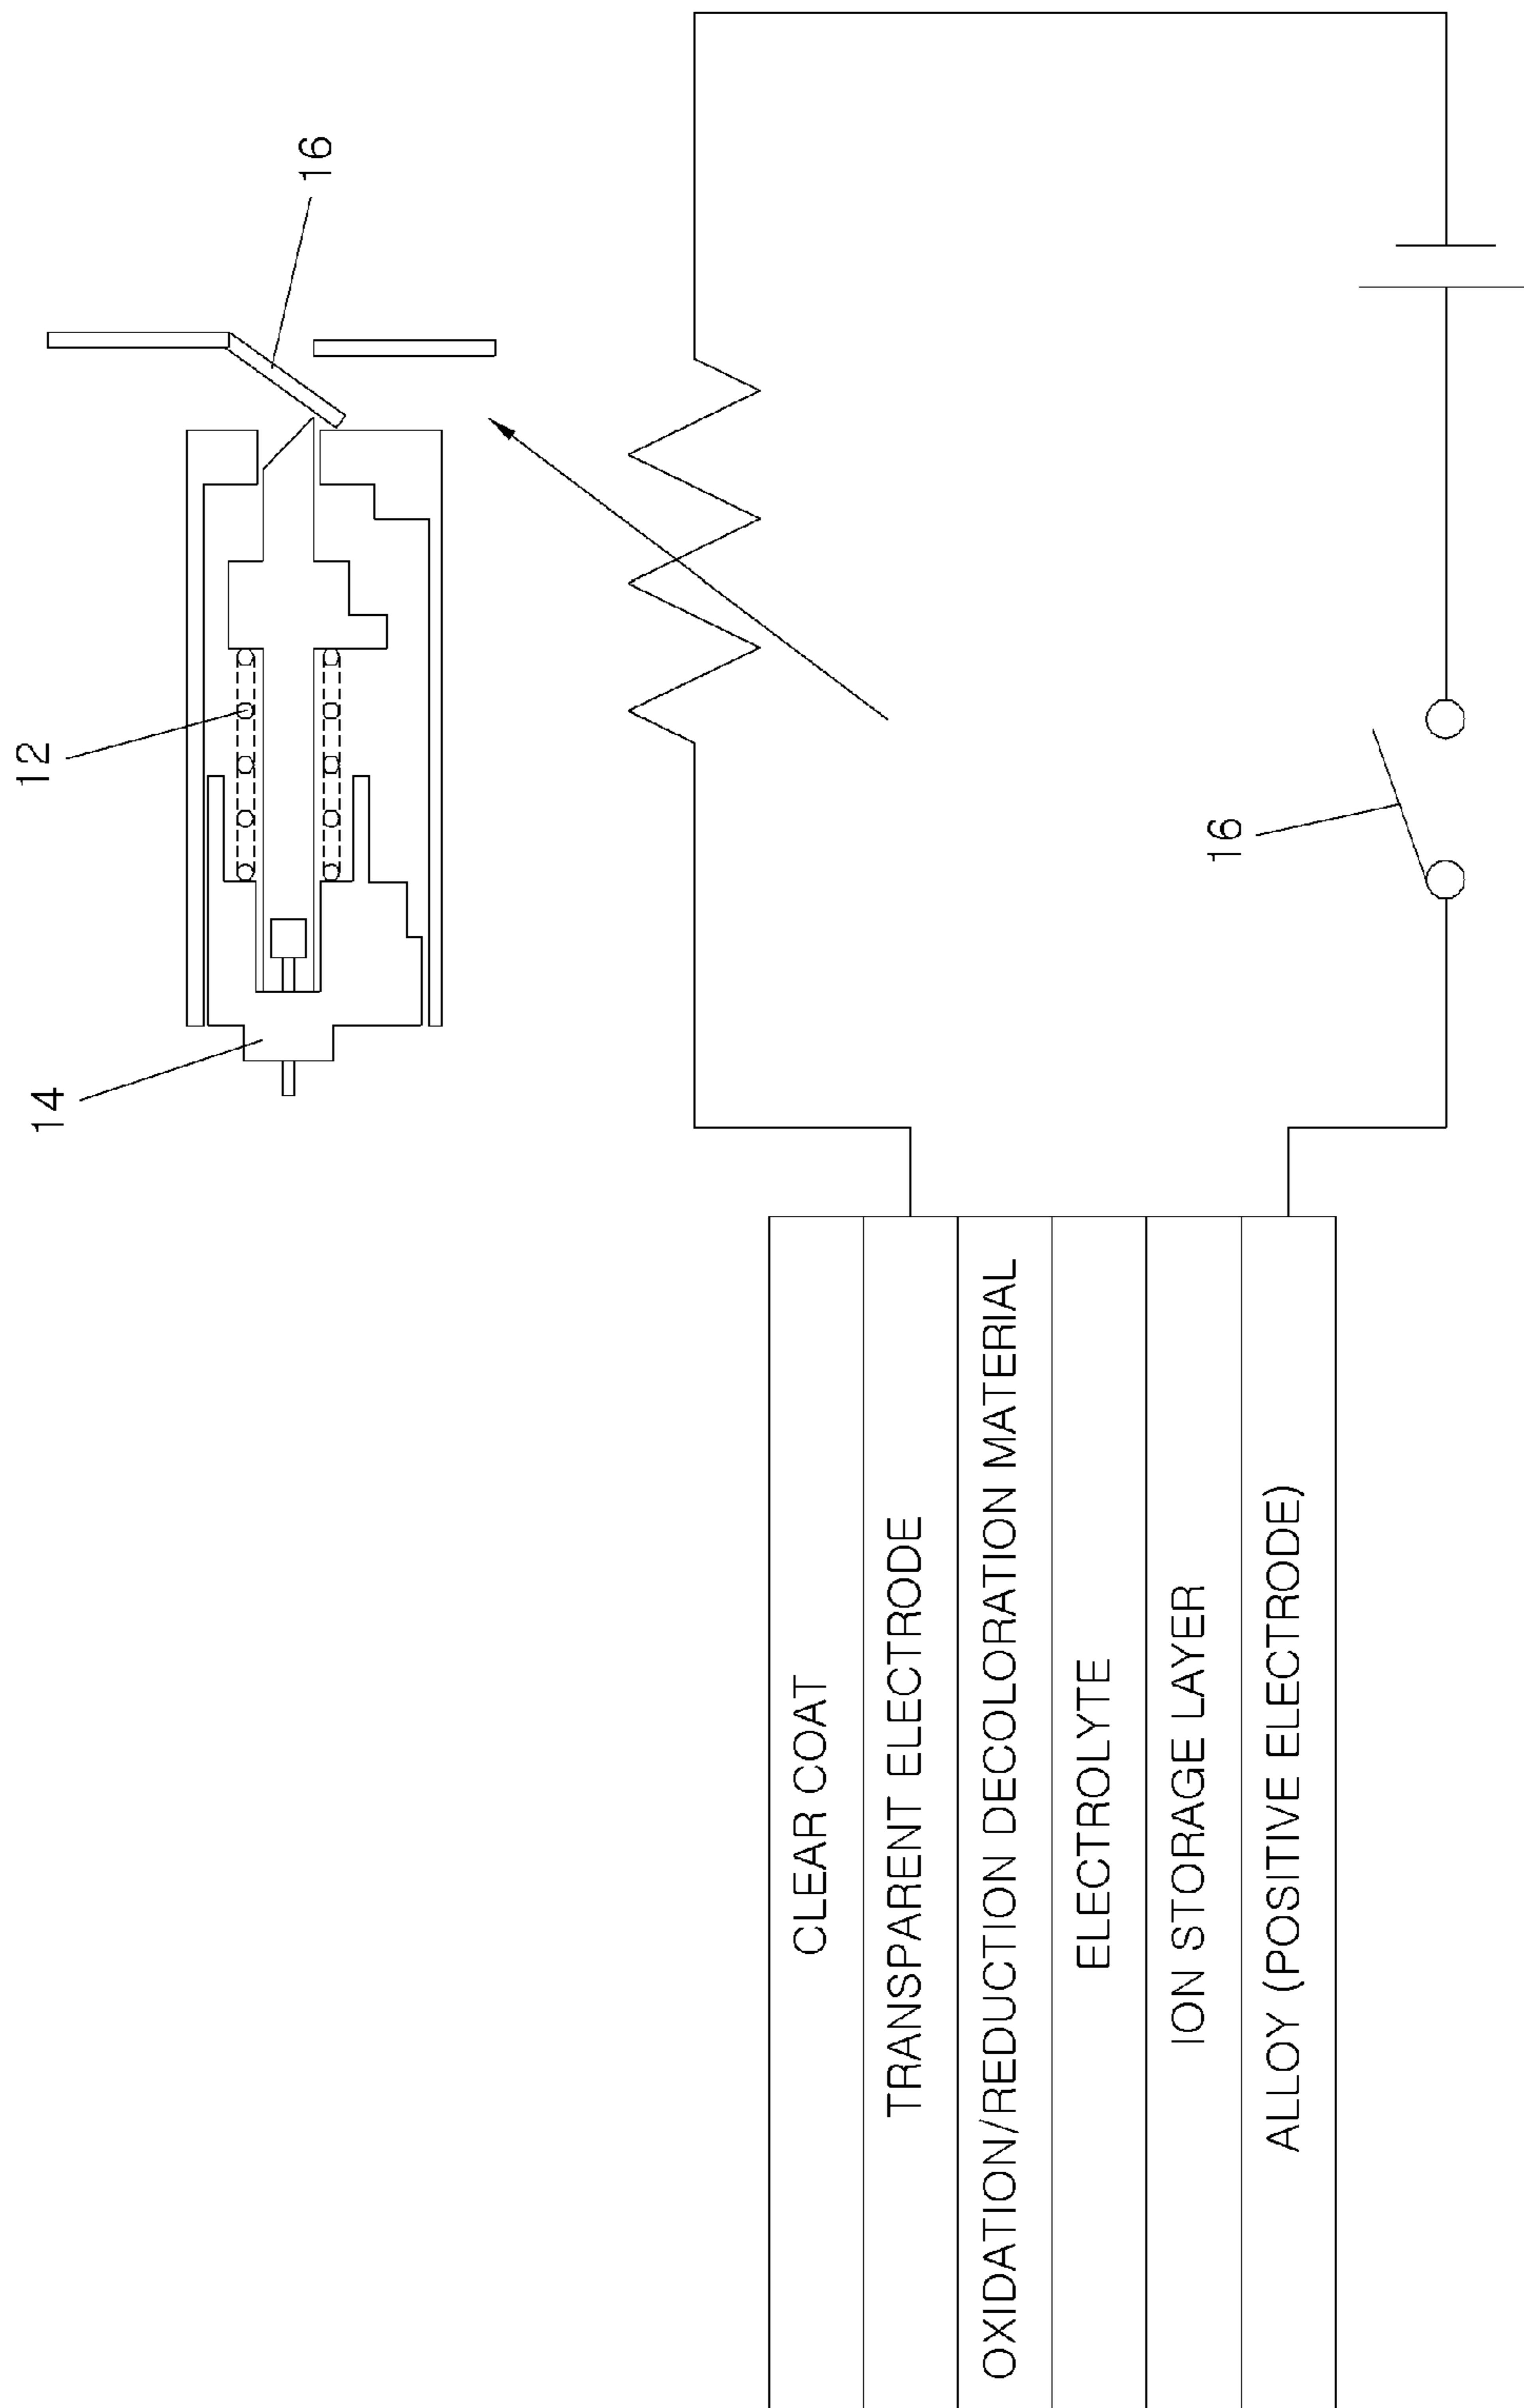 16
12
14
16
CLEAR COAT
TRANSPARENT ELECTRODE
OXIDATION/REDUCTION DECOLORATION MATERIAL
ELECTROLYTE
ION STORAGE LAYER
ALLOY (POSITIVE ELECTRODE)